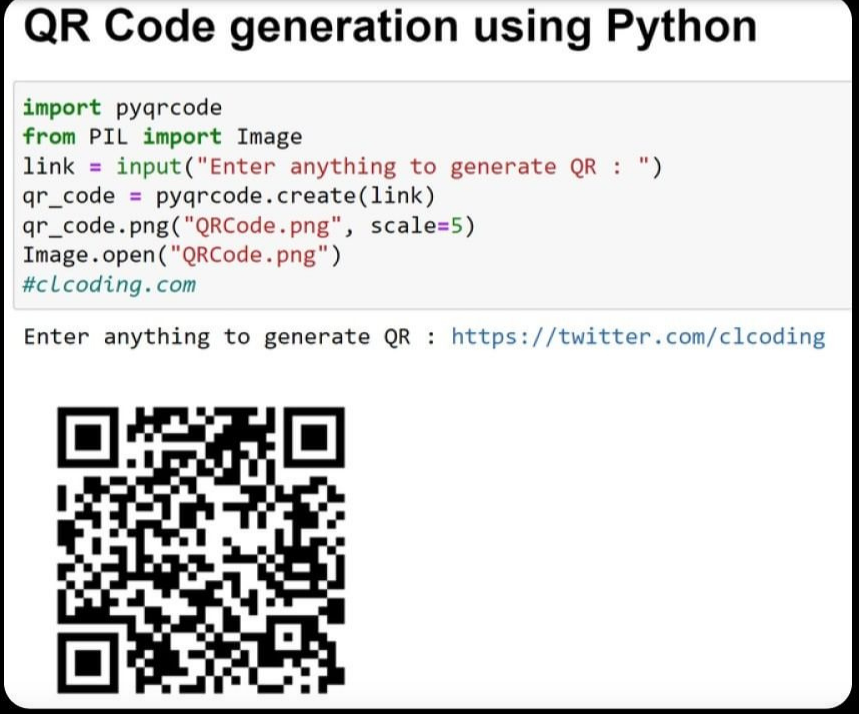 QR Code generation using Python
import pyqrcode
from PIL import Image
link = input("Enter anything to generate QR : ")
qr_code = pyqrcode.create(link)
qr_code.png("QRCode.png", scale=5)
Image.open("QRCode.png")
#clcoding.com
Enter anything to generate QR : https://twitter.com/clcoding